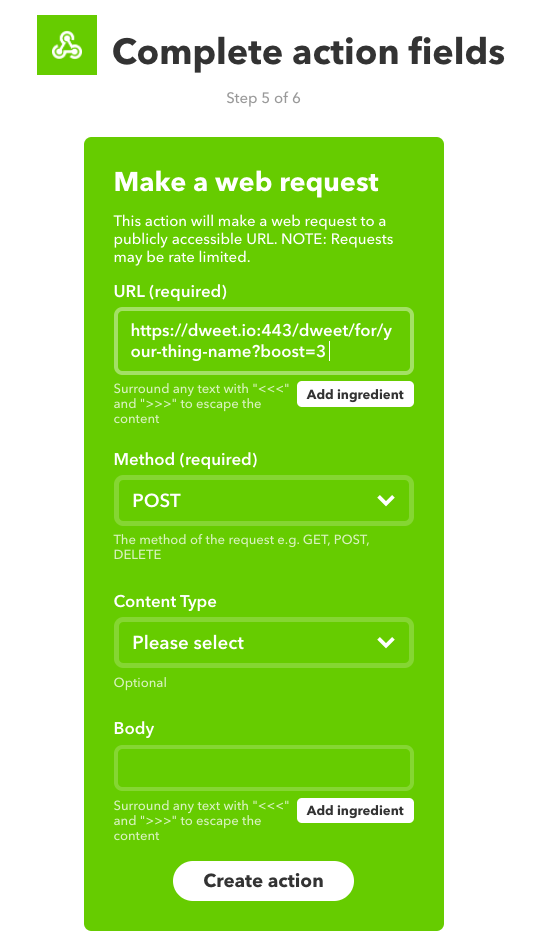 Complete action fields
Step 5 of 6
Make a web request
This action will make a web request to a
publicly accessible URL. NOTE: Requests
may be rate limited.
URL (required)
https://dweet.io:443/dweet/for/y
our-thing-name?boost=3
Surround any text with "<<<"
and ">>>" to escape the
content
Add ingredient
Method (required)
POST
The method of the request e.g. GET, POST,
DELETE
Content Type
Please select
Optional
Body
Surround any text with "<<<"
and ">>>" to escape the
content
Add ingredient
Create action